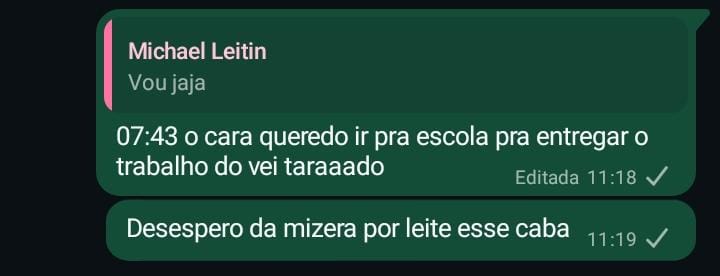 Michael Leitin
Vou jaja
07:43 o cara queredo ir pra escola pra entregar o
trabalho do vei taraaado
Editada 11:18
Desespero da mizera por leite esse caba
11:19